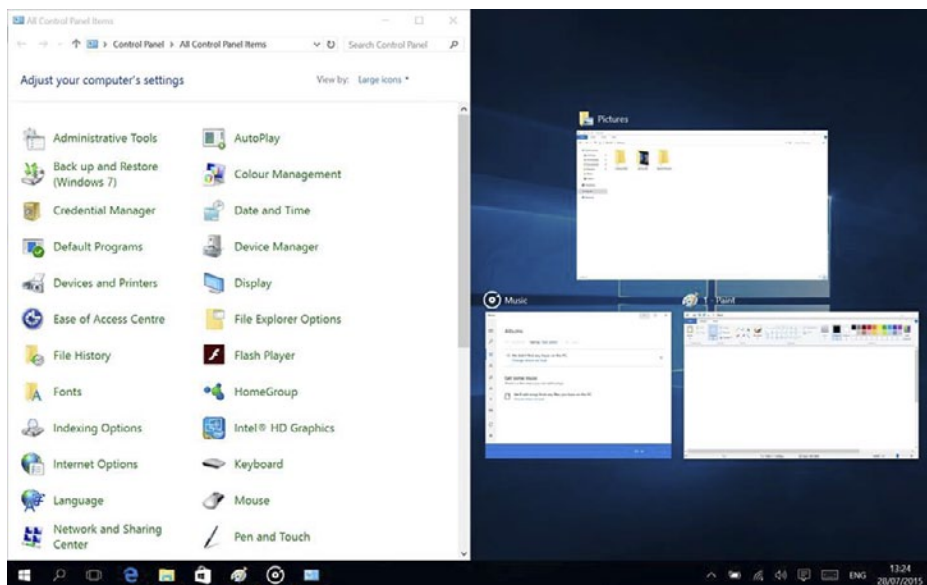 All Control Panel Items
Control Panel > All Control Panel Items
Search Control Panel
Adjust your computer's settings
View by: Large icons
Administrative Tools
AutoPlay
Back up and Restore
(Windows 7)
Colour Management
Credential Manager
Date and Time
Default Programs
Device Manager
Devices and Printers
Display
Ease of Access Centre
File Explorer Options
File History
Flash Player
Fonts
HomeGroup
Indexing Options
Intel® HD Graphics
Internet Options
Keyboard
Language
Mouse
Network and Sharing
Center
Pen and Touch
Pictures
Music
1 - Paint
Albums
ENG
13:24
28/07/2015